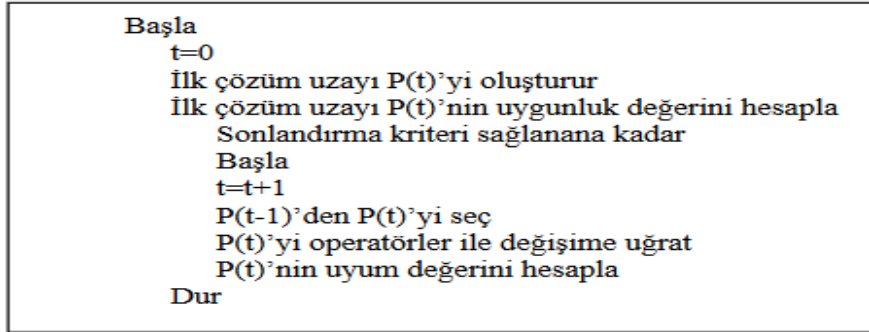 Başla
t=0
İlk çözüm uzayı P(t)'yi oluşturur
İlk çözüm uzayı P(t)'nin uygunluk değerini hesapla
Sonlandırma kriteri sağlanana kadar
Başla
t=t+1
P(t-1)'den P(t)'yi seç
P(t)'yi operatörler ile değişime uğrat
P(t)'nin uyum değerini hesapla
Dur